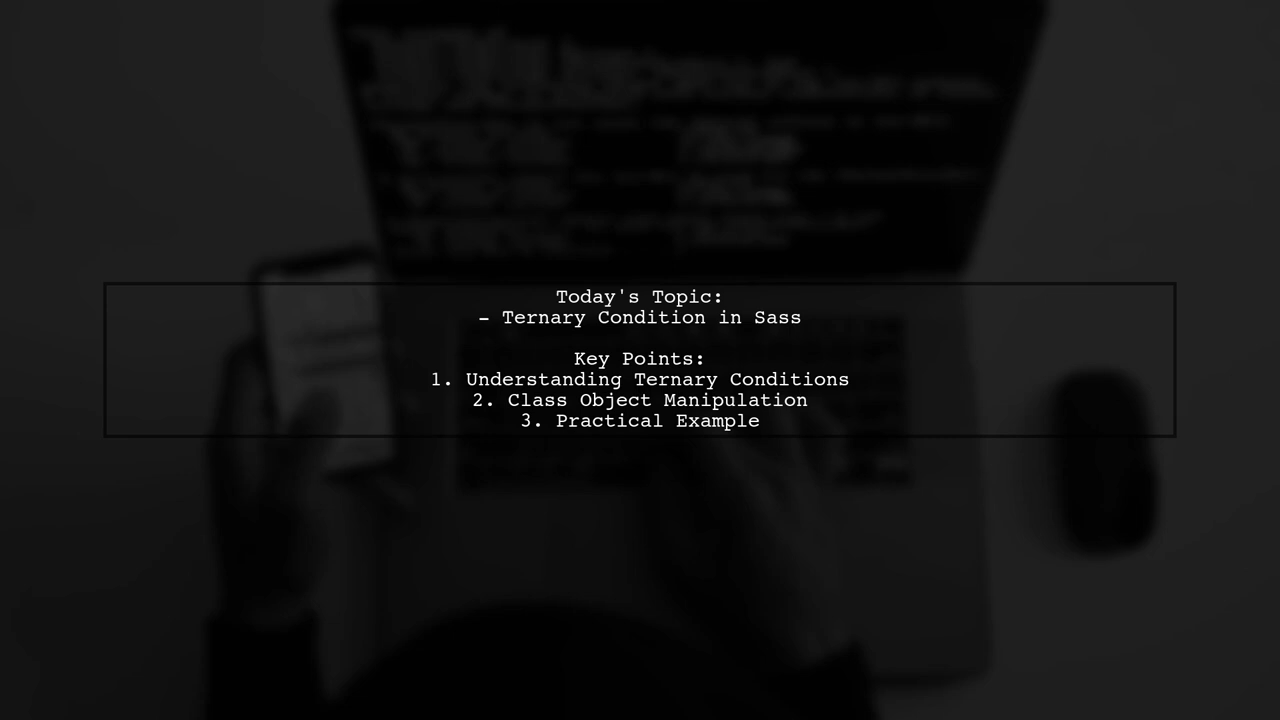 Today's Topic:
- Ternary Condition in Sass
Key Points:
1. Understanding Ternary Conditions
2. Class Object Manipulation
3. Practical Example